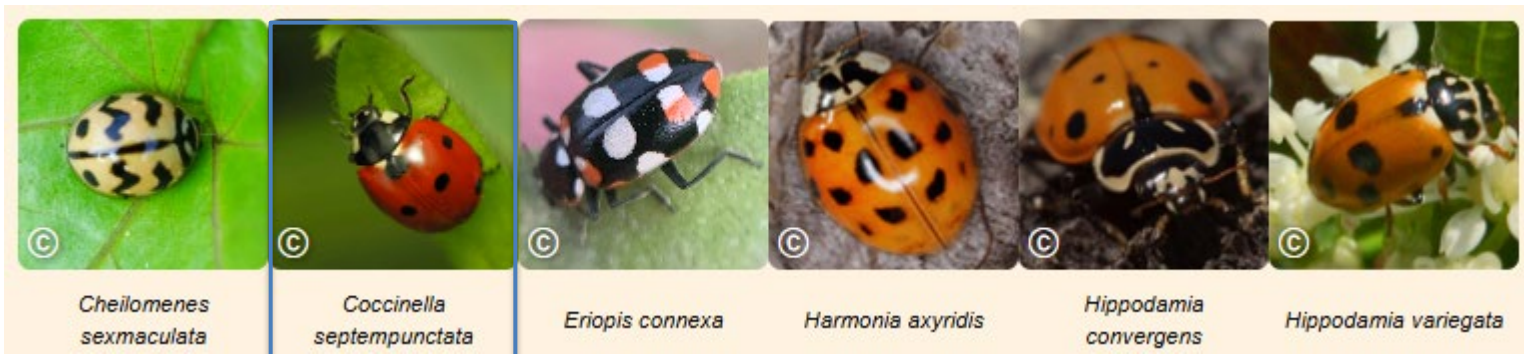 ©
©
©
©
©
©
Cheilomenes
sexmaculata
Coccinella
septempunctata
Eriopis connexa
Harmonia axyridis
Hippodamia
convergens
Hippodamia variegata